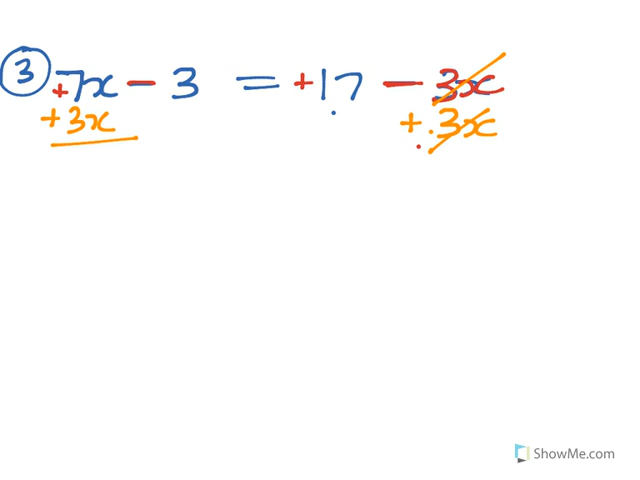 ③ +7x - 3 = +17 - 3x
+3x + 3x
ShowMe.com